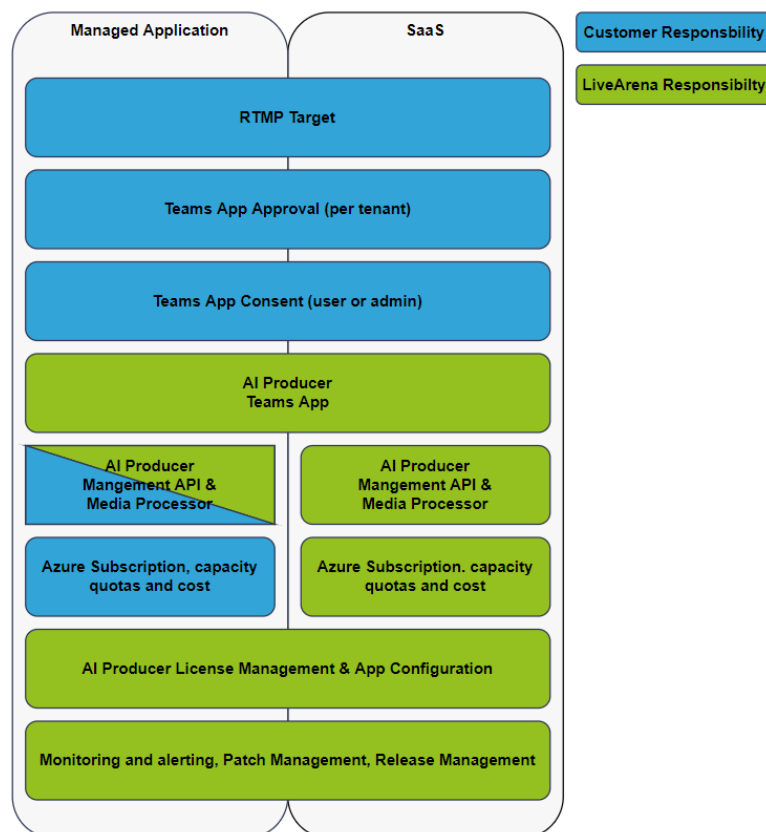 Managed Application
SaaS
Customer Responsbility
LiveArena Responsibilty
RTMP Target
Teams App Approval (per tenant)
Teams App Consent (user or admin)
AI Producer
Teams App
AI Producer
Mangement API &
Media Processor
AI Producer
Mangement API &
Media Processor
Azure Subscription, capacity
quotas and cost
Azure Subscription. capacity
quotas and cost
AI Producer License Management & App Configuration
Monitoring and alerting, Patch Management, Release Management